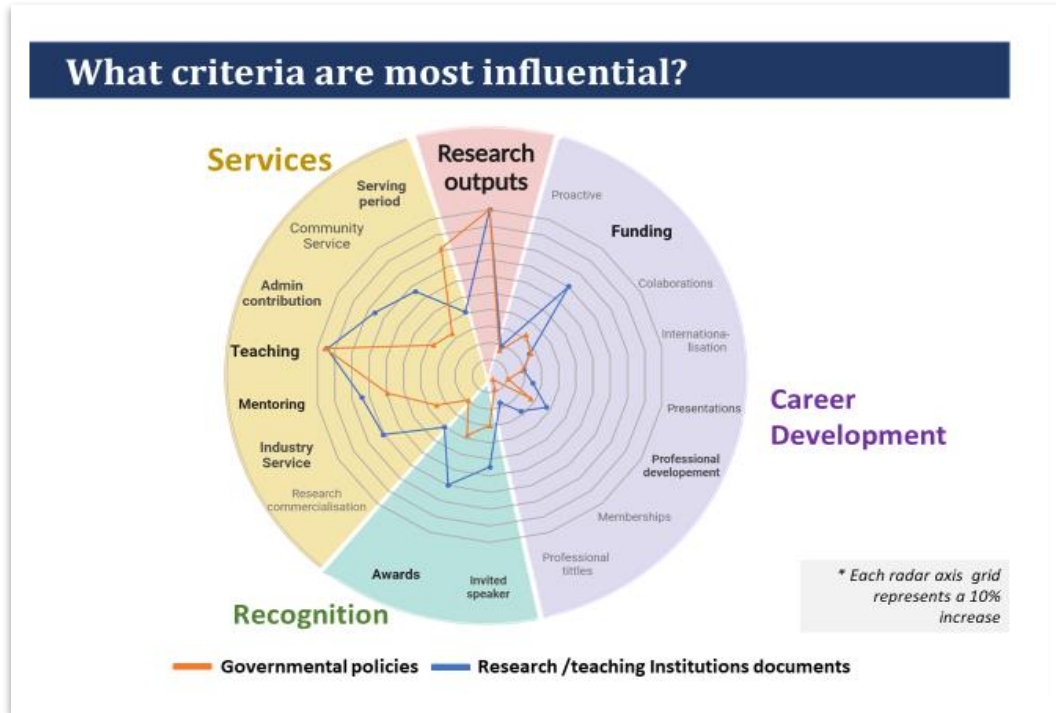 What criteria are most influential?
Services
Serving
period
Community
Service
Admin
contribution
Teaching
Mentoring
Industry
Service
Research
commercialisation
Research
outputs
Proactive
Funding
Colaborations
Internationa-
lisation
Presentations
Professional
developement
Memberships
Professional
tittles
Career
Development
Awards
Invited
speaker
Recognition
* Each radar axis grid
represents a 10%
increase
Governmental policies
Research /teaching Institutions documents